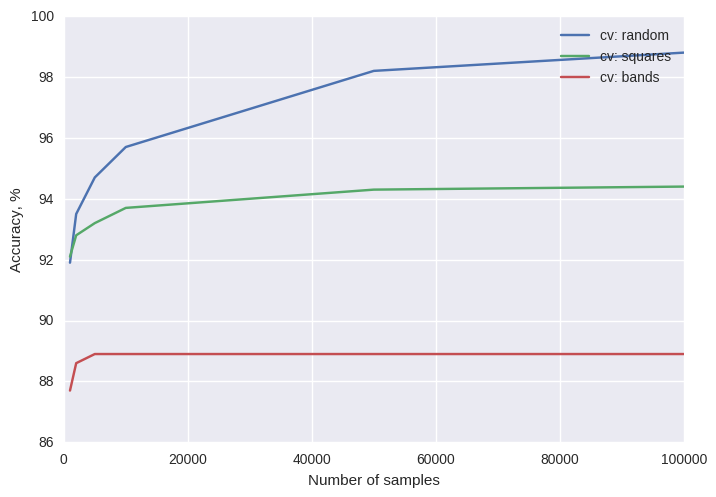 100
98
96
94
92
90
88
86
Accuracy, %
cv: random
cv: squares
cv: bands
0 20000 40000 60000 80000 100000
Number of samples